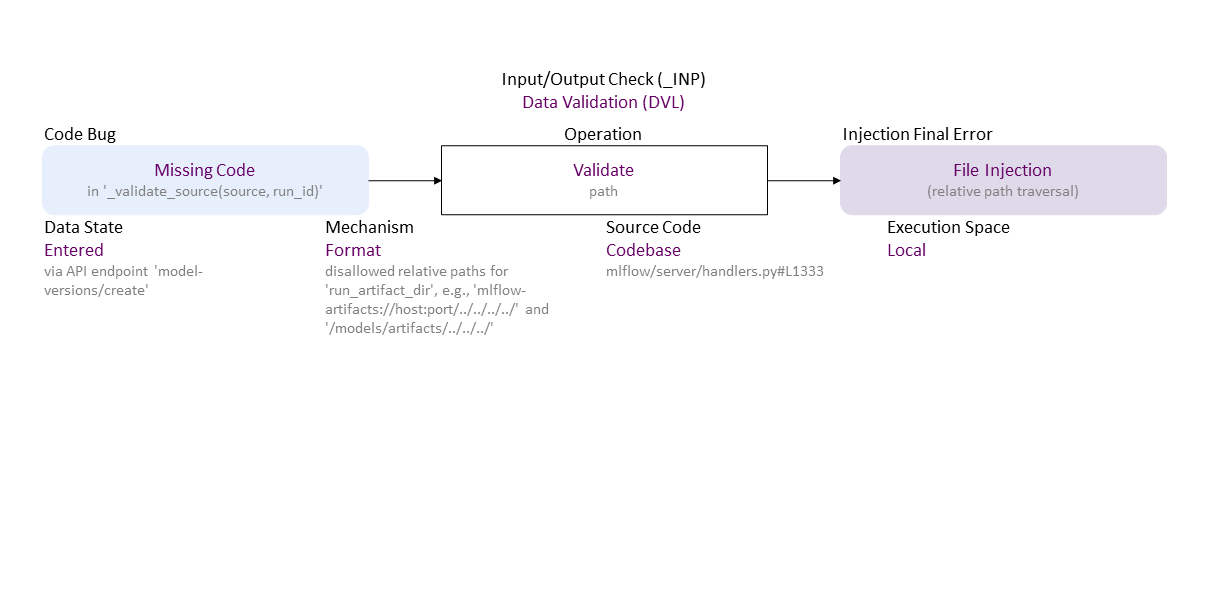 Input/Output Check (_INP)
Data Validation (DVL)
Code Bug
Operation
Injection Final Error
Missing Code
in '_validate_source(source, run_id)'
Validate
path
File Injection
(relative path traversal)
Data State
Entered
via API endpoint 'model-
versions/create'
Mechanism
Format
disallowed relative paths for
'run_artifact_dir', e.g., 'mlflow-
artifacts://host:port/../../../../' and
'/models/artifacts/../../../'
Source Code
Codebase
mlflow/server/handlers.py#L1333
Execution Space
Local